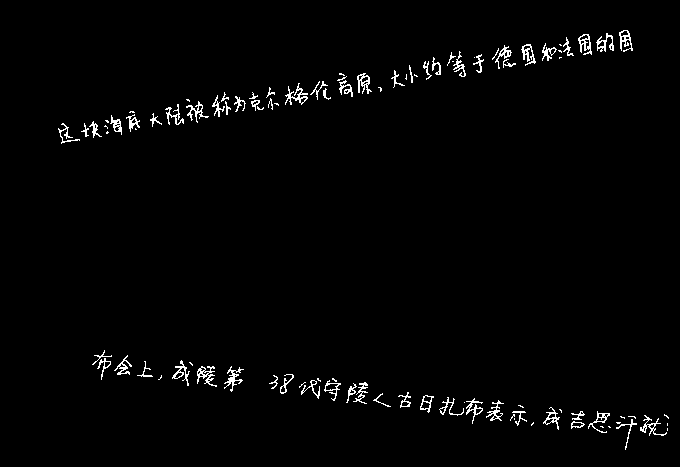 这块海底大陆被称为克尔格伦高原,大小约等于德国和法国的国
布会上,成陵第 38代守陵人古日扎布表示,成吉思汗就